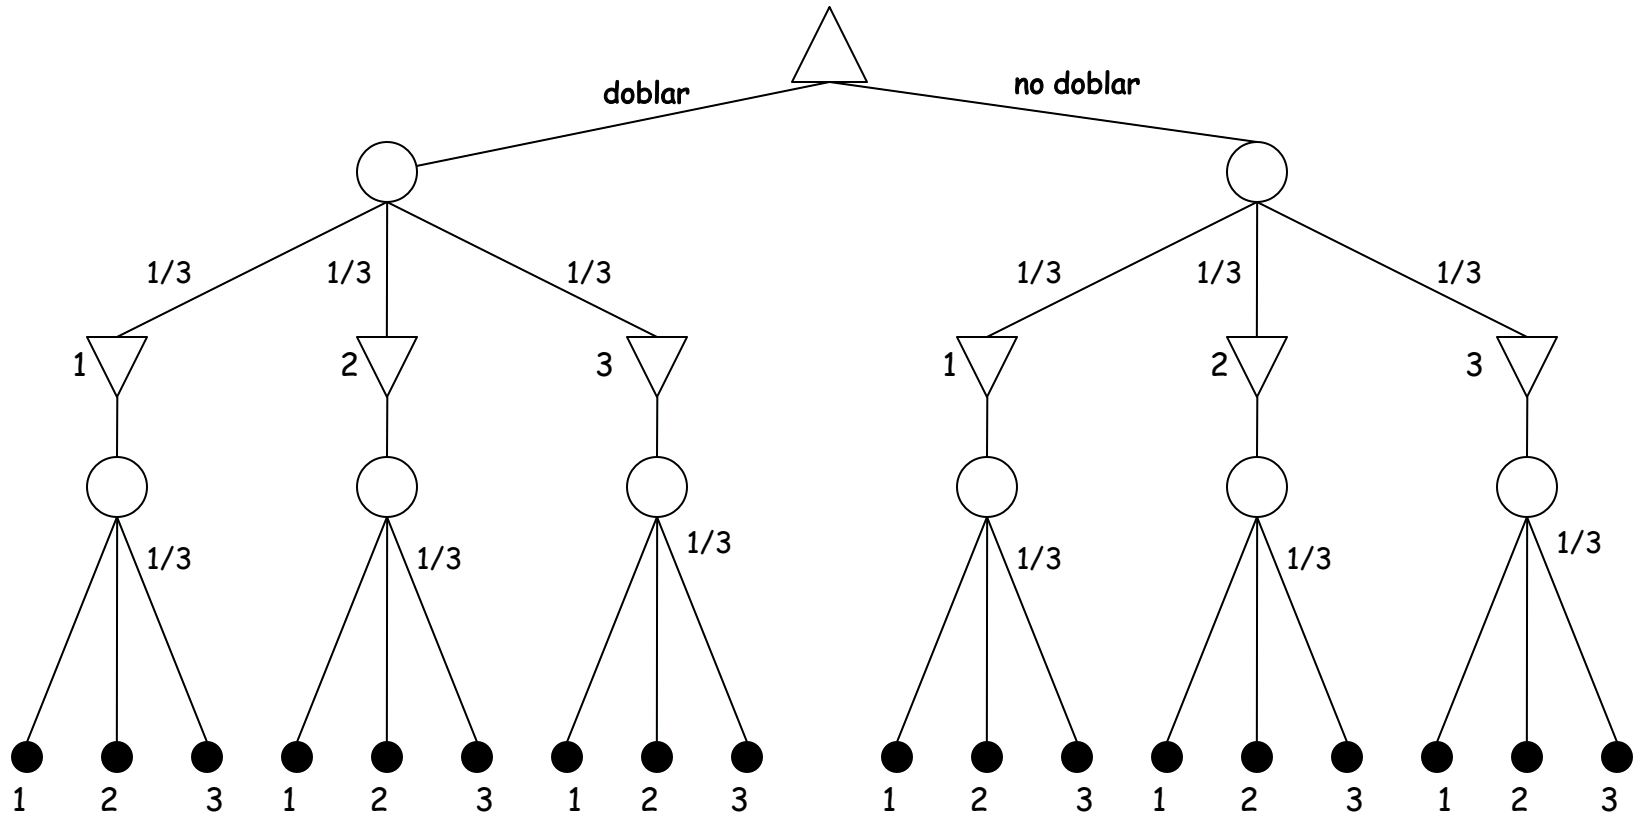 doblar no doblar
1/3 1/3 1/3 1/3 1/3 1/3
1 2 3 1 2 3
1/3 1/3 1/3 1/3 1/3 1/3
1 2 3 1 2 3 1 2 3 1 2 3 1 2 3 1 2 3